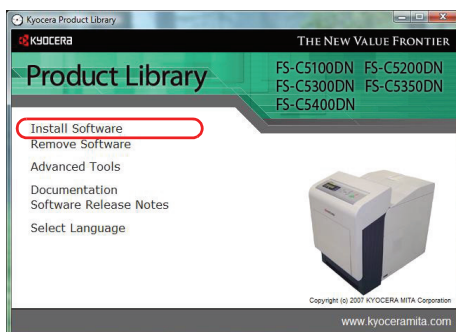 Kyocera Product Library
KYOCERA
THE NEW VALUE FRONTIER
Product Library
FS-C5100DN FS-C5200DN
FS-C5300DN FS-C5350DN
FS-C5400DN
Install Software
Remove Software
Advanced Tools
Documentation
Software Release Notes
Select Language
Copyright (c) 2007 KYOCERA MITA Corporation
www.kyoceramita.com